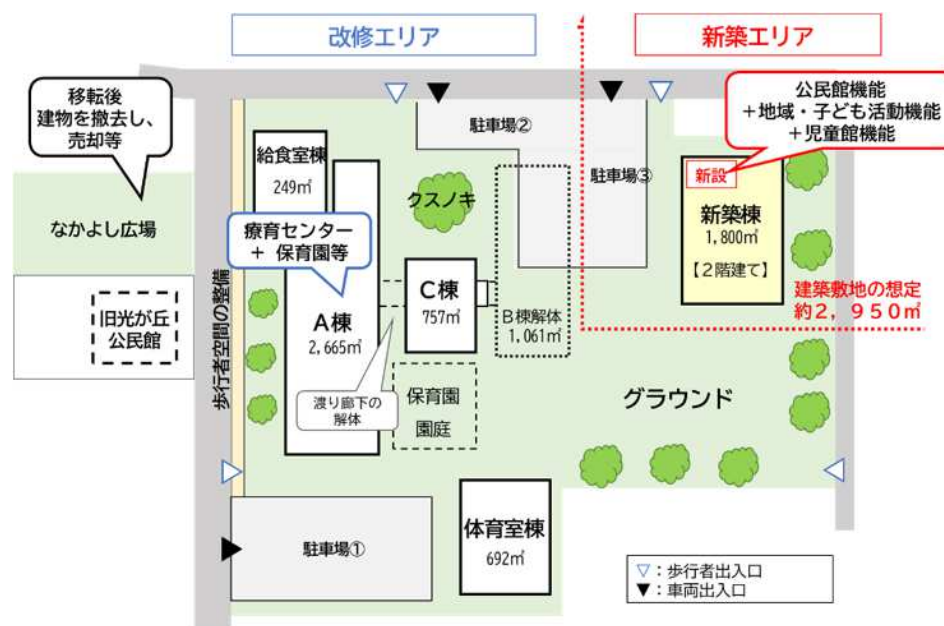 改修エリア
新築エリア
移転後
建物を撤去し、
売却等
公民館機能
+地域・子ども活動機能
+児童館機能
駐車場②
駐車場③
給食室棟
249㎡
クスノキ
新設
新築棟
1,800㎡
【2階建て】
なかよし広場
療育センター
+ 保育園等
C棟
757㎡
B棟解体
1,061㎡
建築敷地の想定
約2,950㎡
旧光が丘
公民館
歩行者空間の整備
A棟
2,665㎡
渡り廊下の
解体
保育園
園庭
グラウンド
駐車場①
体育室棟
692㎡
▽:歩行者出入口
▼:車両出入口